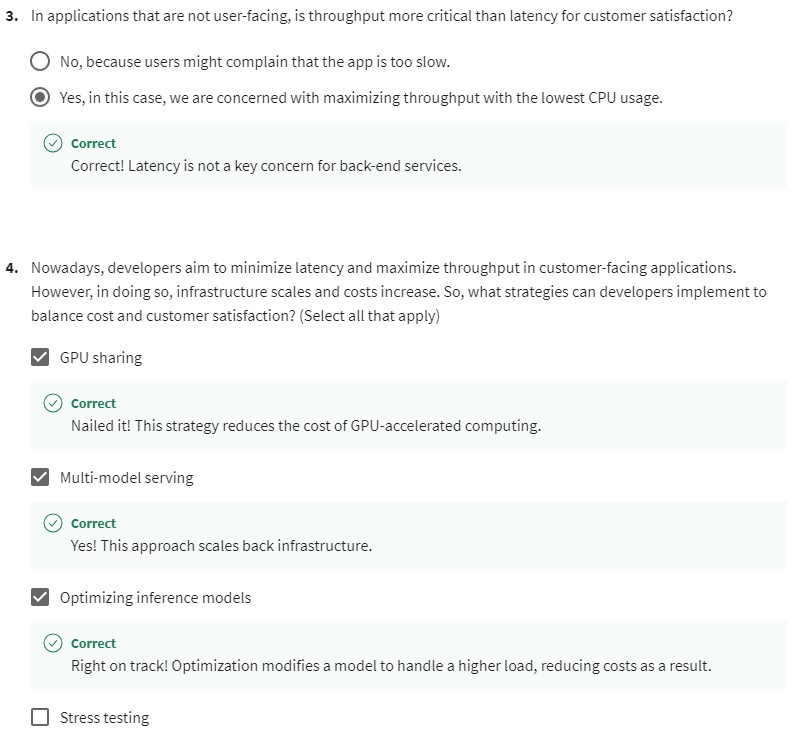 3. In applications that are not user-facing, is throughput more critical than latency for customer satisfaction?
No, because users might complain that the app is too slow.
Yes, in this case, we are concerned with maximizing throughput with the lowest CPU usage.
Correct
Correct! Latency is not a key concern for back-end services.
4. Nowadays, developers aim to minimize latency and maximize throughput in customer-facing applications.
However, in doing so, infrastructure scales and costs increase. So, what strategies can developers implement to
balance cost and customer satisfaction? (Select all that apply)
GPU sharing
Correct
Nailed it! This strategy reduces the cost of GPU-accelerated computing.
Multi-model serving
Correct
Yes! This approach scales back infrastructure.
Optimizing inference models
Correct
Right on track! Optimization modifies a model to handle a higher load, reducing costs as a result.
Stress testing